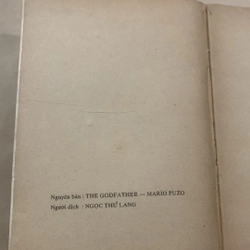 Nguyên bản : THE GODFATHER — MARIO PUZO
Người dịch : NGỌC THỨ LANG